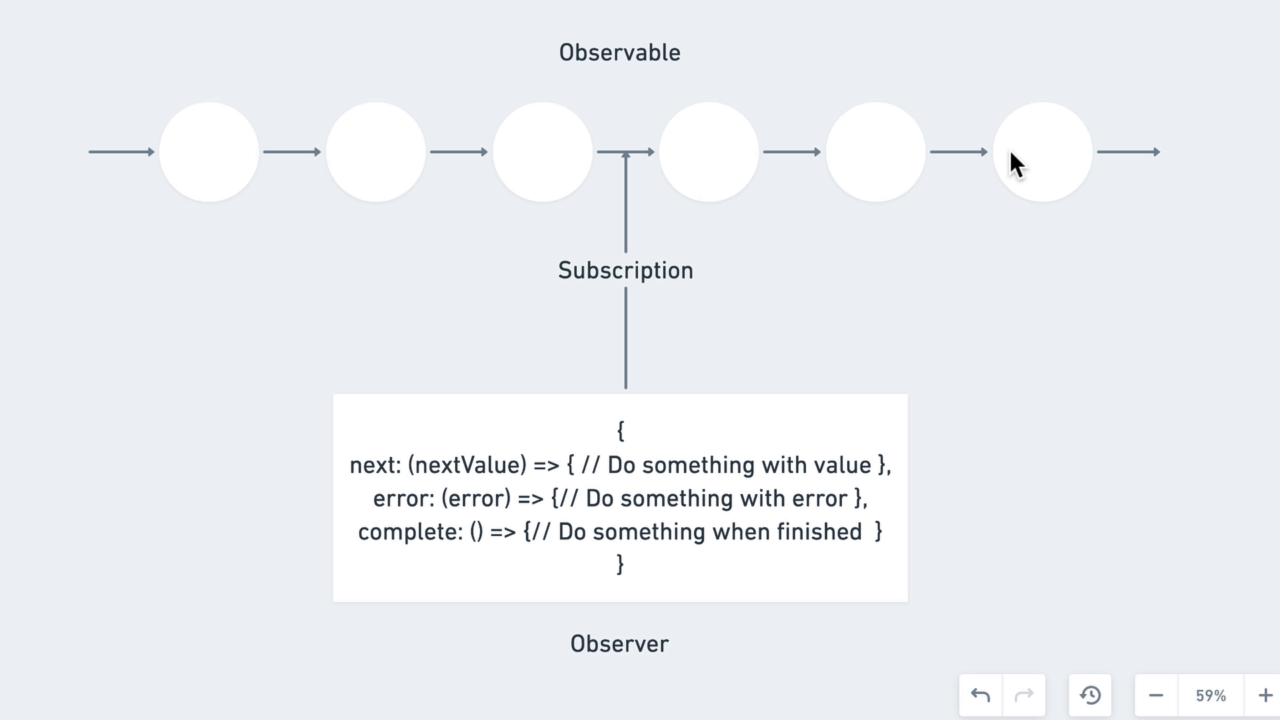 Observable
Subscription
{
next: (nextValue) => { // Do something with value },
error: (error) => {// Do something with error },
complete: () => {// Do something when finished  }
}
Observer
59%